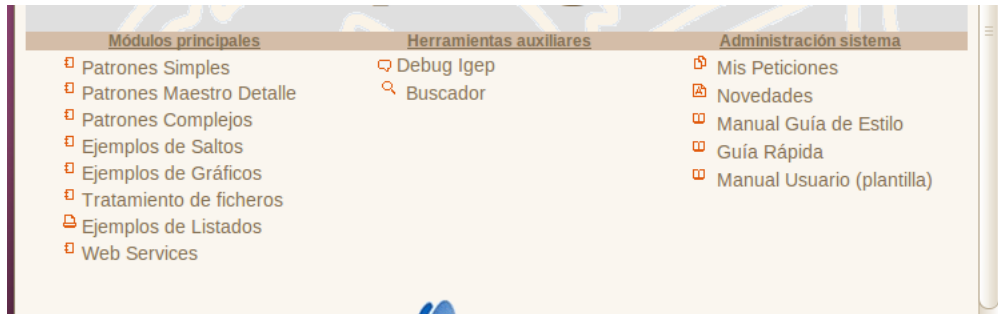 Módulos principales
Patrones Simples
Patrones Maestro Detalle
Patrones Complejos
Ejemplos de Saltos
Ejemplos de Gráficos
Tratamiento de ficheros
Ejemplos de Listados
Web Services
Herramientas auxiliares
Debug Igep
Buscador
Administración sistema
Mis Peticiones
Novedades
Manual Guía de Estilo
Guía Rápida
Manual Usuario (plantilla)